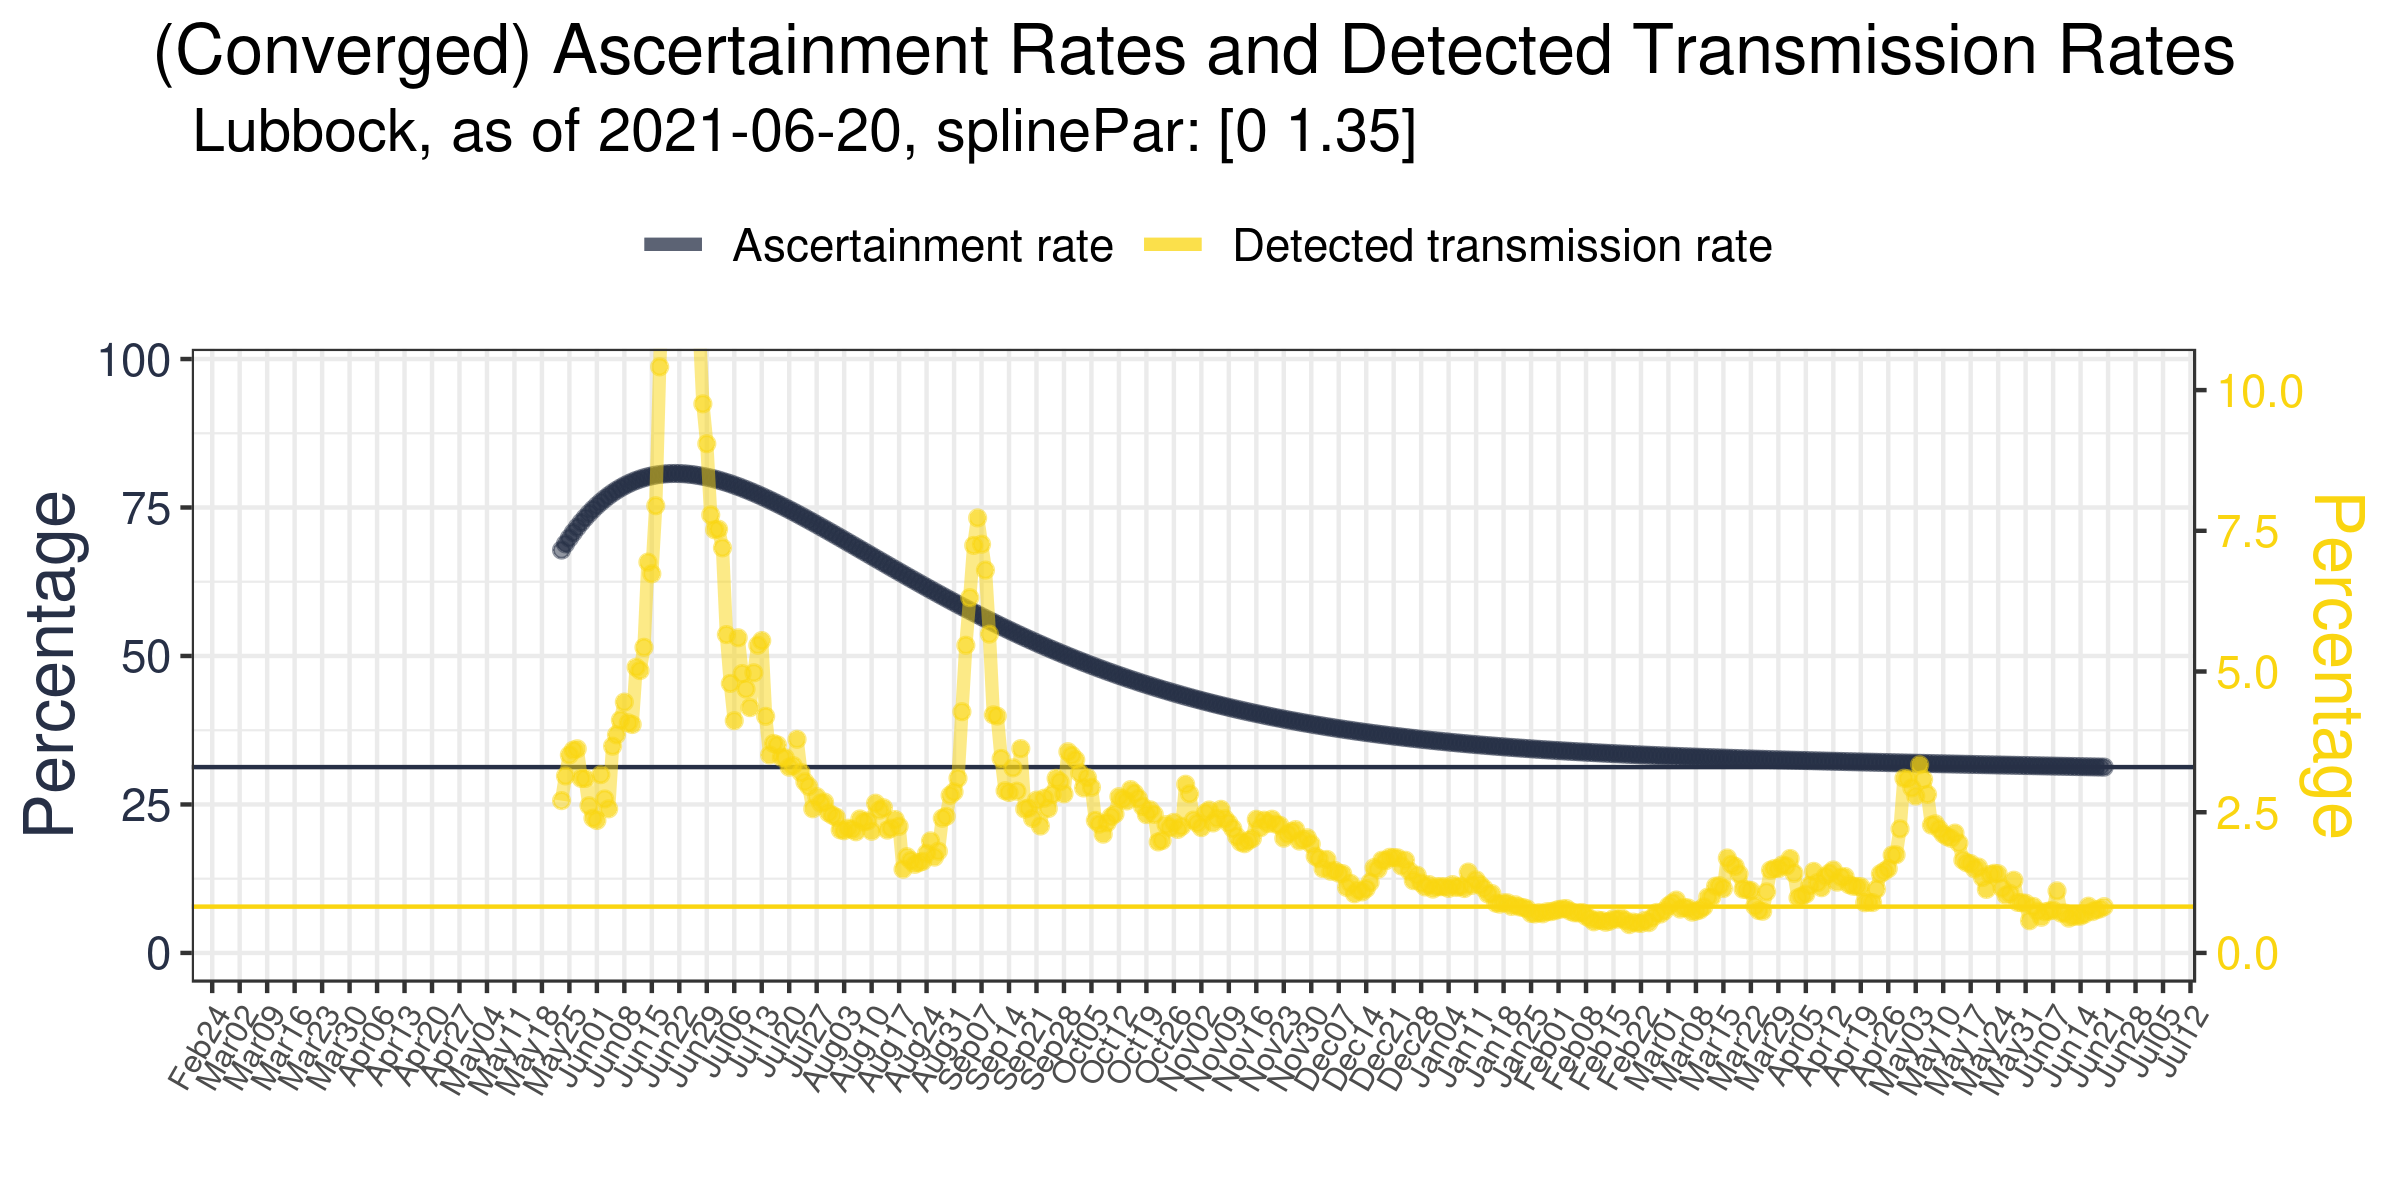 (Converged) Ascertainment Rates and Detected Transmission Rates
Lubbock, as of 2021-06-20, splinePar: [0 1.35]
Ascertainment rate
Detected transmission rate
Percentage
100
75
50
25
0
10.0
7.5
5.0
2.5
0.0
Percentage
Feb24
Mar02
Mar09
Mar16
Mar23
Mar30
Apr06
Apr13
Apr20
Apr27
May04
May11
May18
May25
Jun01
Jun08
Jun15
Jun22
Jun29
Jul06
Jul13
Jul20
Jul27
Aug03
Aug10
Aug17
Aug24
Aug31
Sep07
Sep14
Sep21
Sep28
Oct05
Oct12
Oct19
Oct26
Nov02
Nov09
Nov16
Nov23
Nov30
Dec07
Dec14
Dec21
Dec28
Jan04
Jan11
Jan18
Jan25
Feb01
Feb08
Feb15
Feb22
Mar01
Mar08
Mar15
Mar22
Mar29
Apr05
Apr12
Apr19
Apr26
May03
May10
May17
May24
May31
Jun07
Jun14
Jun21
Jun28
Jul05
Jul12